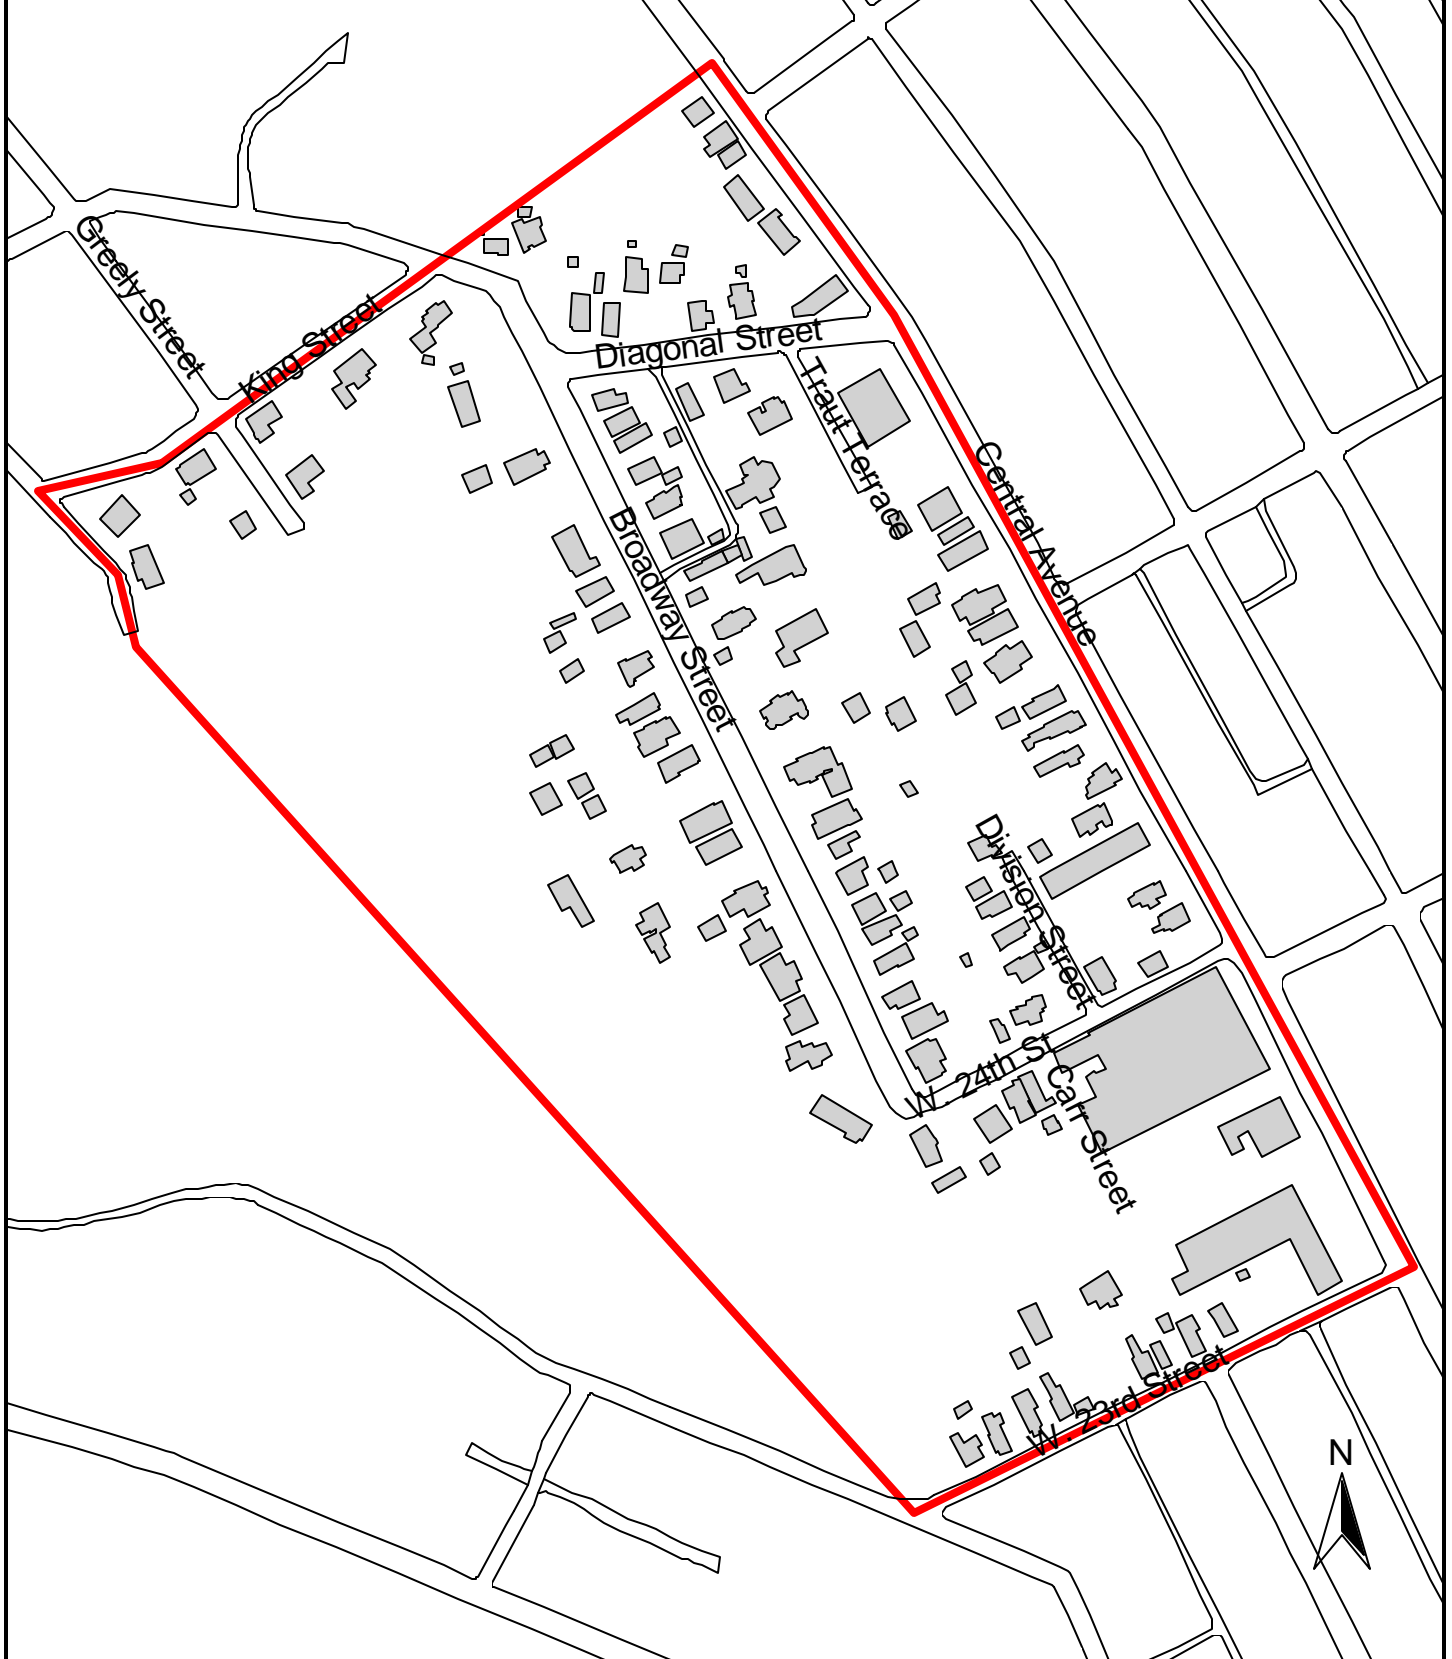 Greely Street
King Street
Diagonal Street
Traut Terrace
Central Avenue
Broadway Street
Division Street
W. 24th St.
Carr Street
W. 23rd Street
N